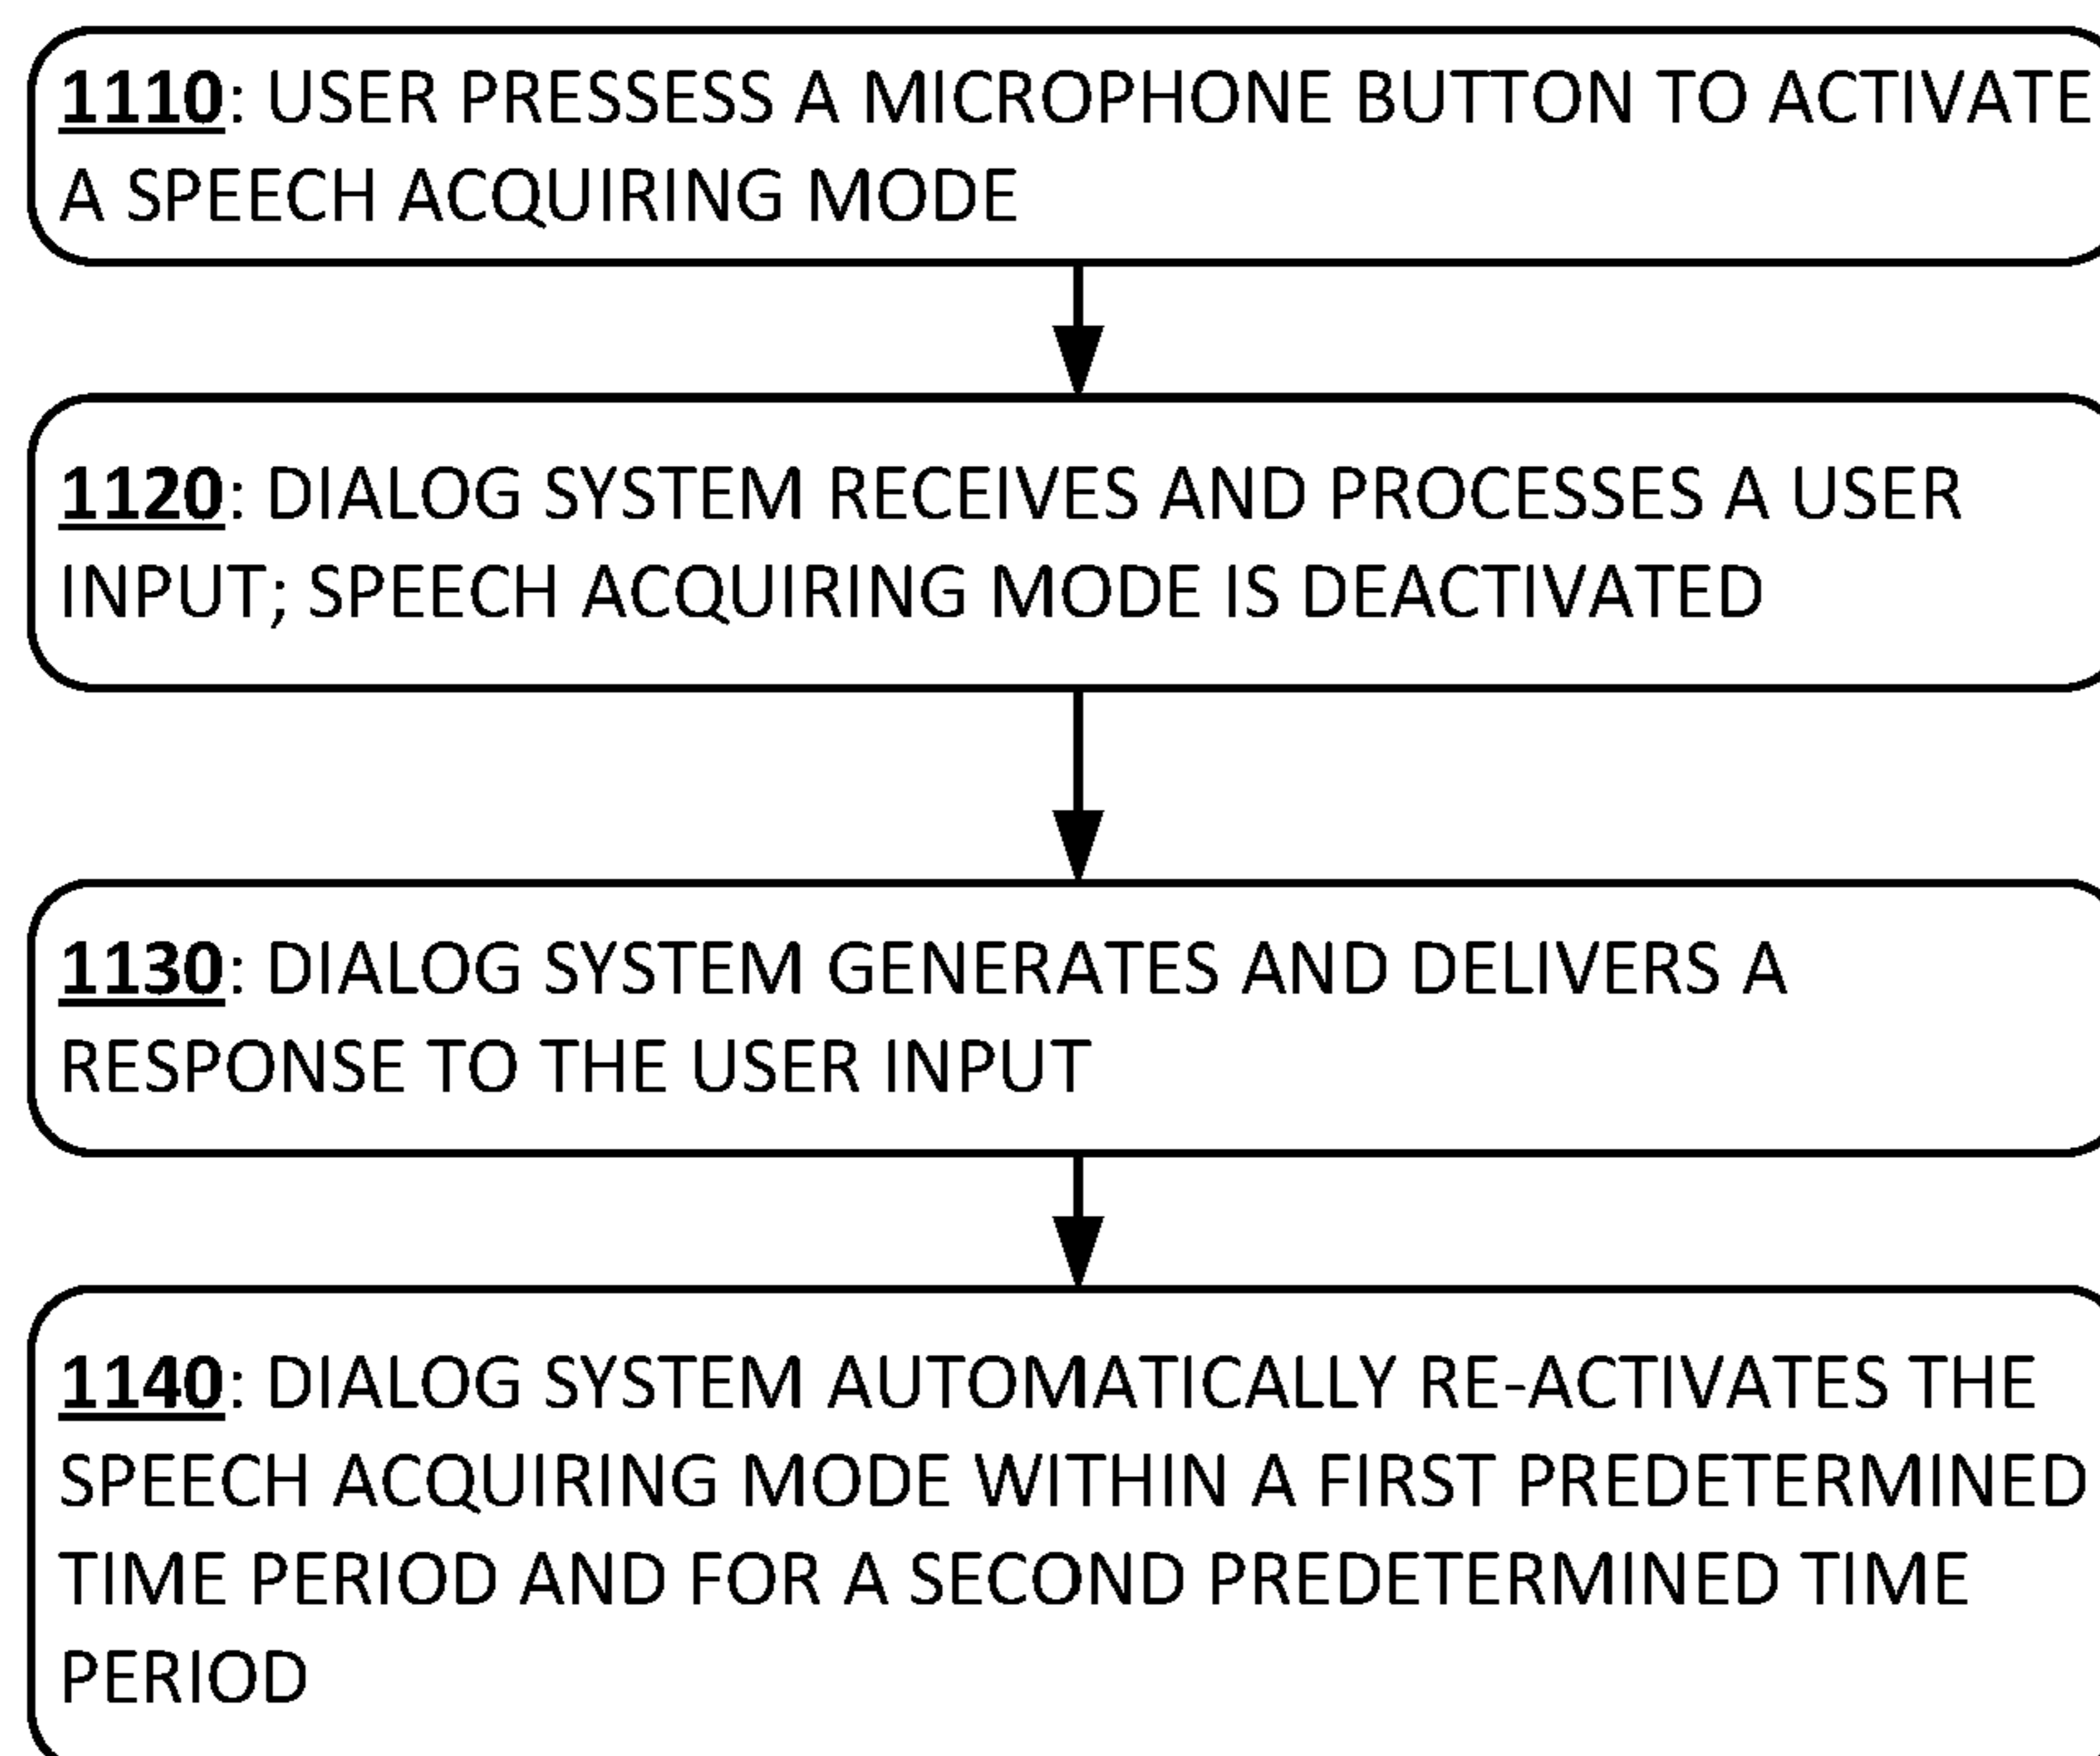 1110: USER PRESSESS A MICROPHONE BUTTON TO ACTIVATE
A SPEECH ACQUIRING MODE
1120: DIALOG SYSTEM RECEIVES AND PROCESSES A USER
INPUT; SPEECH ACQUIRING MODE IS DEACTIVATED
1130: DIALOG SYSTEM GENERATES AND DELIVERS A
RESPONSE TO THE USER INPUT
1140: DIALOG SYSTEM AUTOMATICALLY RE-ACTIVATES THE
SPEECH ACQUIRING MODE WITHIN A FIRST PREDETERMINED
TIME PERIOD AND FOR A SECOND PREDETERMINED TIME
PERIOD